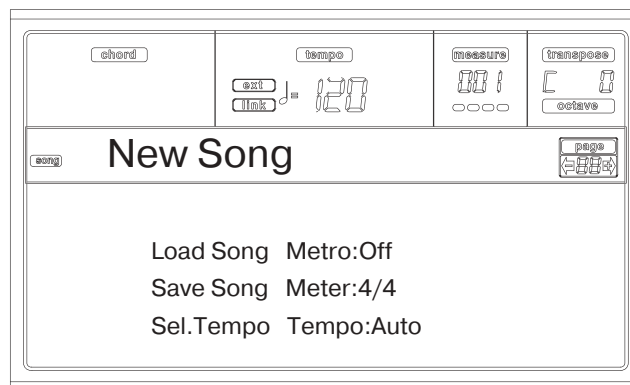 chord tempo measure transpose
ext link = 120 001 C 0
octave
song New Song page
88
Load Song Metro:Off
Save Song Meter:4/4
Sel.Tempo Tempo:Auto